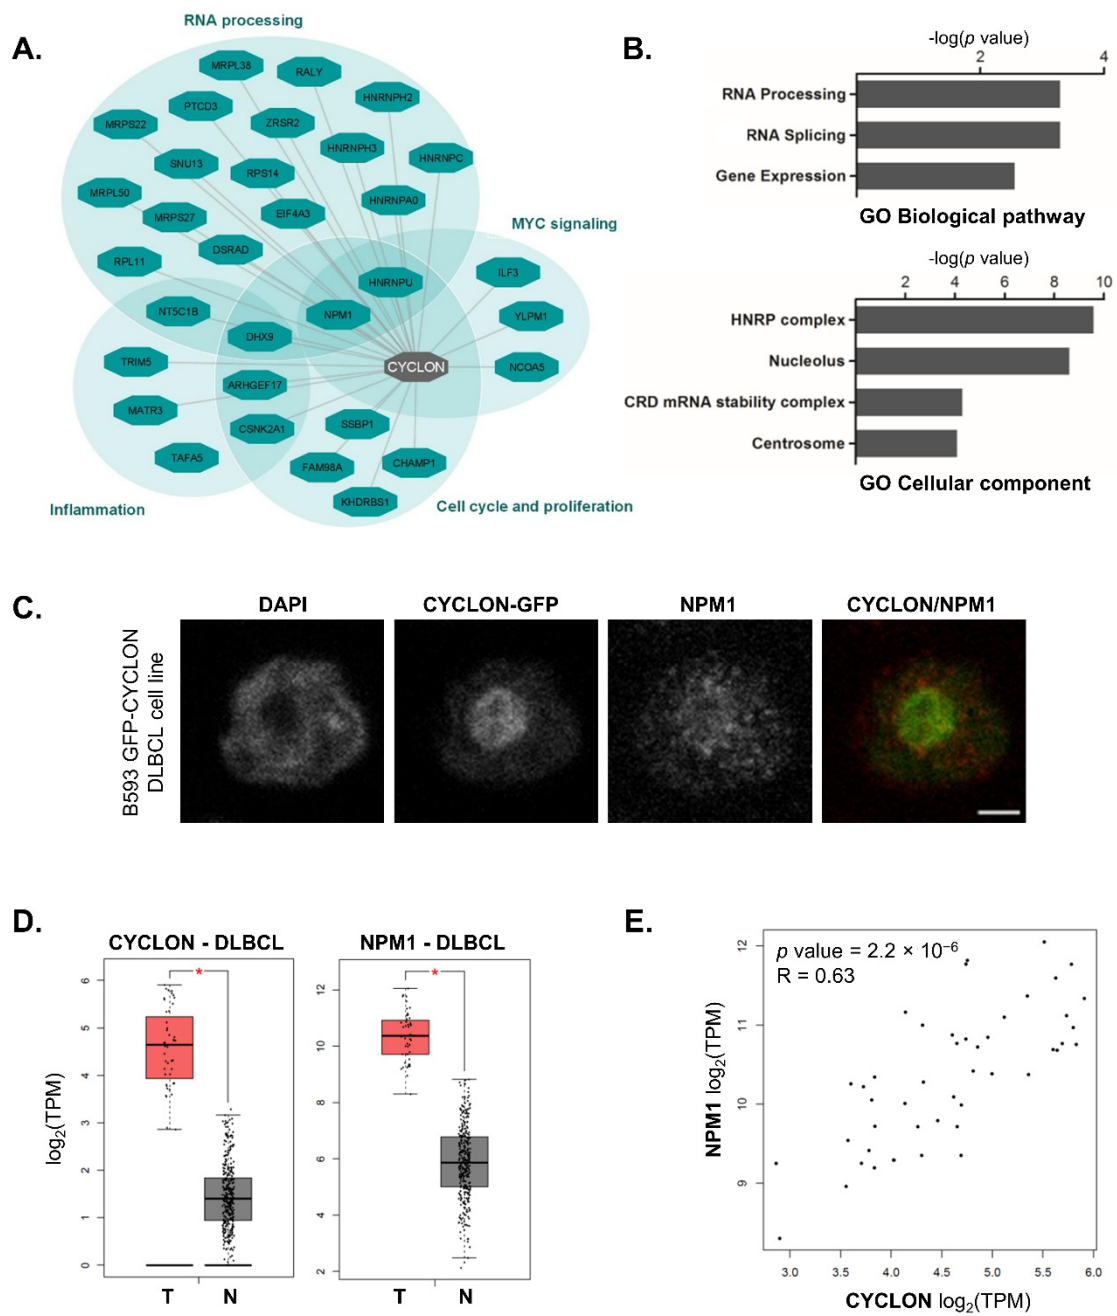 A.
RNA processing
MRPL38
RALY
HNRNPH2
PTCD3
ZRSR2
MRPS22
HNRNPH3
HNRNPC
SNU13
RPS14
MRPL50
HNRNPA0
MRPS27
EIF4A3
DSRAD
MYC signaling
RPL11
HNRNPU
ILF3
NT5C1B
NPM1
YLPM1
DHX9
TRIM5
CYCLON
NCOA5
ARHGEF17
MATR3
CSNK2A1
SSBP1
TAFA5
FAM98A
CHAMP1
KHDRBS1
Inflammation
Cell cycle and proliferation
B.
-log(p value)
2 4
RNA Processing
RNA Splicing
Gene Expression
GO Biological pathway
-log(p value)
2 4 6 8 10
HNRP complex
Nucleolus
CRD mRNA stability complex
Centrosome
GO Cellular component
C.
DAPI CYCLON-GFP NPM1 CYCLON/NPM1
B593 GFP-CYCLON
DLBCL cell line
D.
CYCLON - DLBCL
log2(TPM)
6
5
4
3
2
1
0
*
T N
NPM1 - DLBCL
12
10
8
6
4
2
*
T N
E.
p value = 2.2 × 10⁻⁶
R = 0.63
NPM1 log₂(TPM)
12
11
10
9
3.0 3.5 4.0 4.5 5.0 5.5 6.0
CYCLON log₂(TPM)